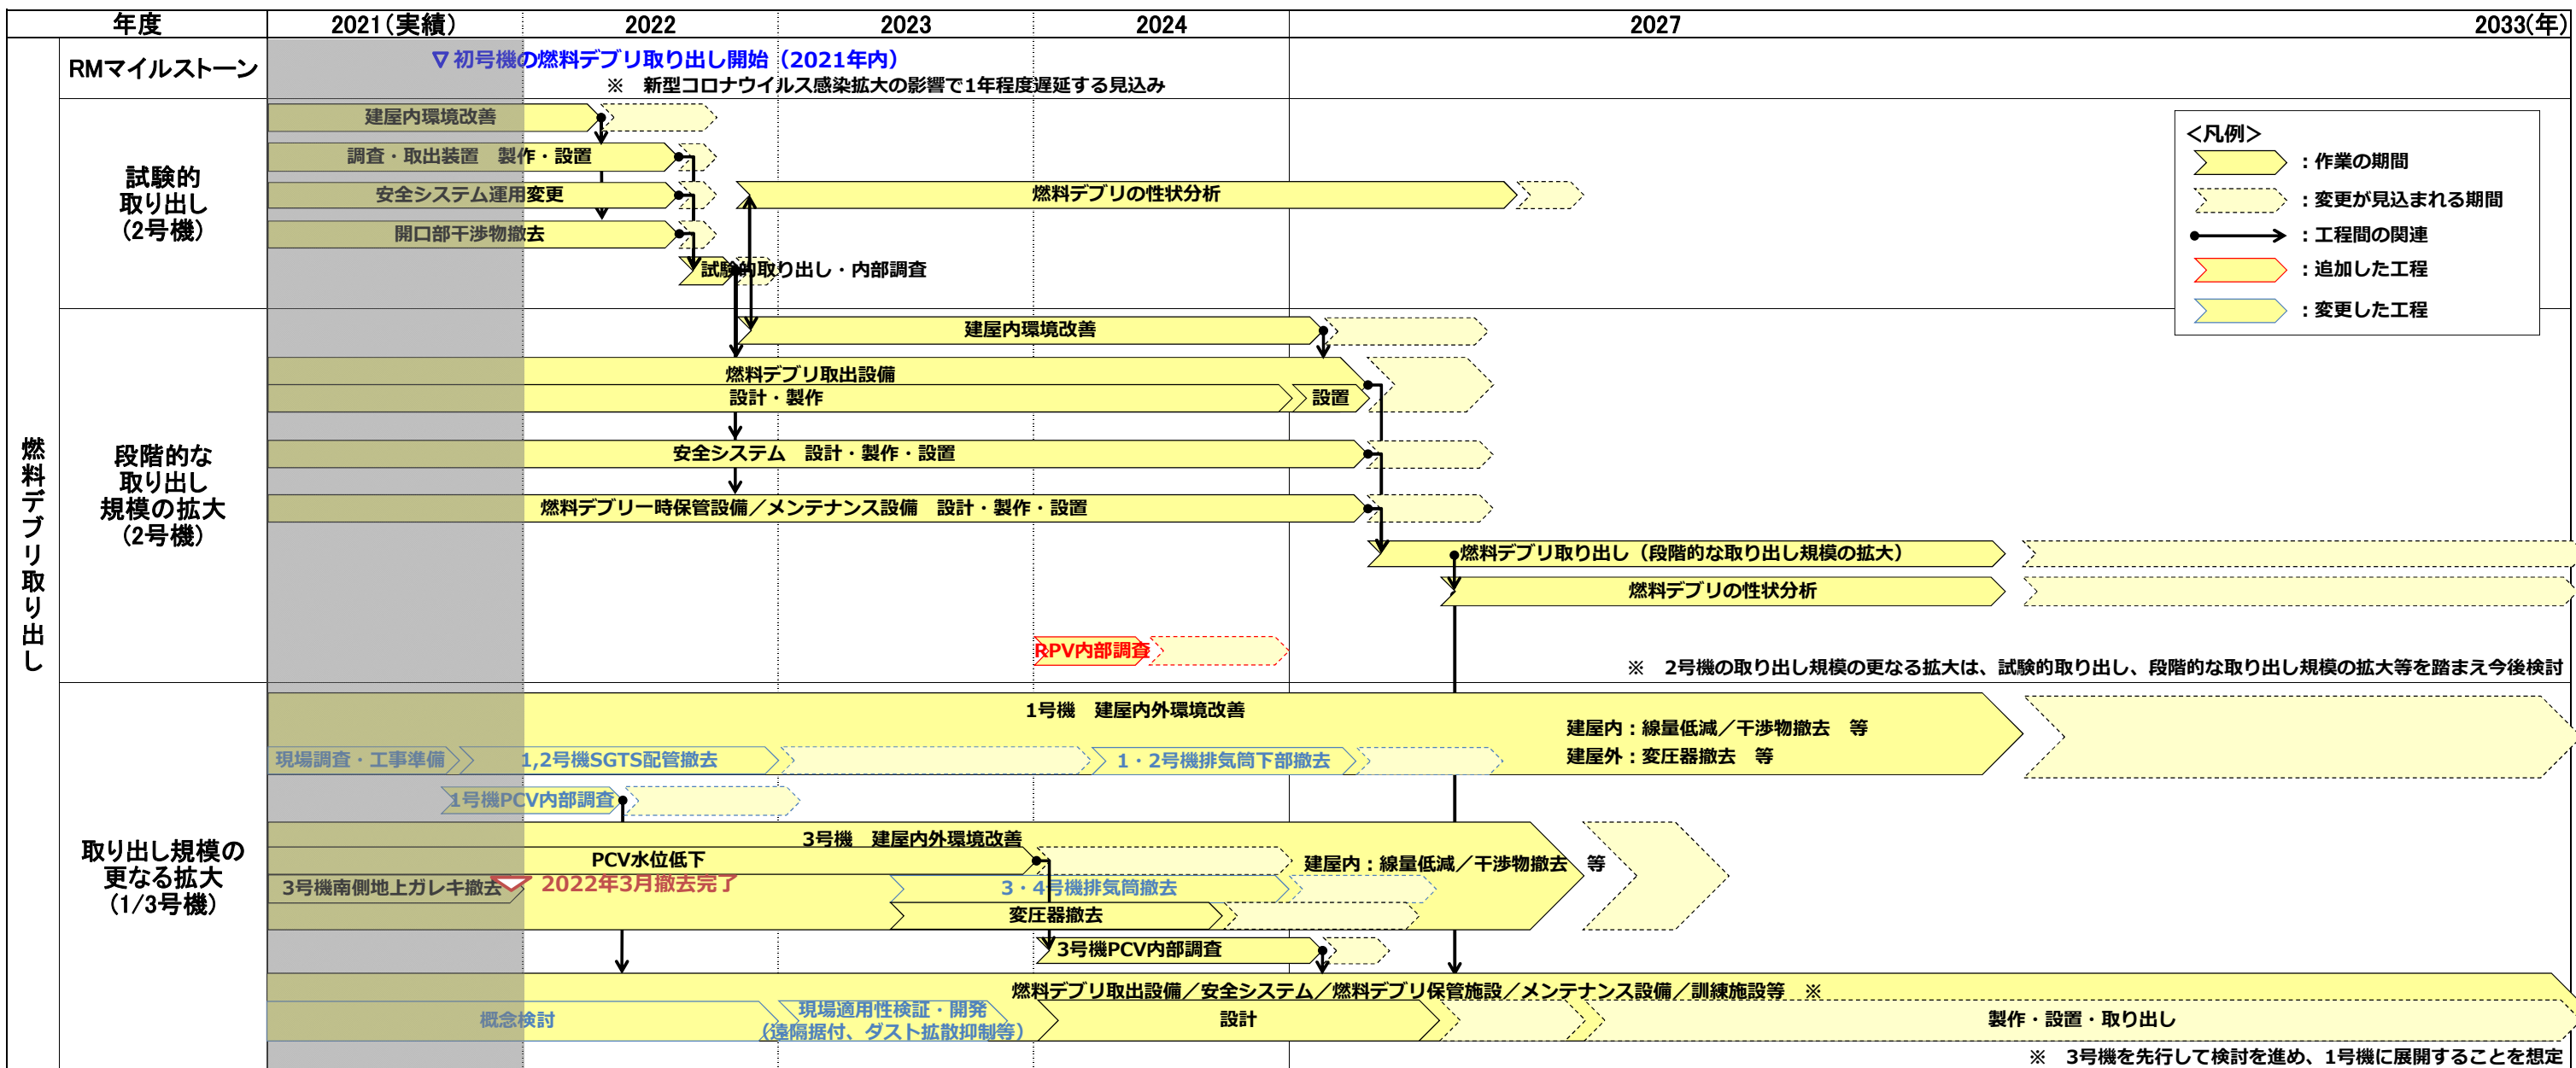 年度
2021(実績)
2022
2023
2024
2027
2033(年)
燃料デブリ取り出し
RMマイルストーン
▽初号機の燃料デブリ取り出し開始（2021年内）
※　新型コロナウイルス感染拡大の影響で1年程度遅延する見込み
試験的
取り出し
(2号機)
建屋内環境改善
調査・取出装置　製作・設置
安全システム運用変更
燃料デブリの性状分析
開口部干渉物撤去
試験的取り出し・内部調査
＜凡例＞
：作業の期間
：変更が見込まれる期間
：工程間の関連
：追加した工程
：変更した工程
段階的な
取り出し
規模の拡大
(2号機)
建屋内環境改善
燃料デブリ取出設備
設計・製作
設置
安全システム　設計・製作・設置
燃料デブリ一時保管設備／メンテナンス設備　設計・製作・設置
燃料デブリ取り出し（段階的な取り出し規模の拡大）
燃料デブリの性状分析
RPV内部調査
※　2号機の取り出し規模の更なる拡大は、試験的取り出し、段階的な取り出し規模の拡大等を踏まえ今後検討
取り出し規模の
更なる拡大
(1/3号機)
1号機　建屋内外環境改善
建屋内：線量低減／干渉物撤去　等
建屋外：変圧器撤去　等
現場調査・工事準備
1,2号機SGTS配管撤去
1・2号機排気筒下部撤去
1号機PCV内部調査
3号機　建屋内外環境改善
PCV水位低下
建屋内：線量低減／干渉物撤去　等
3号機南側地上ガレキ撤去
2022年3月撤去完了
3・4号機排気筒撤去
変圧器撤去
3号機PCV内部調査
燃料デブリ取出設備／安全システム／燃料デブリ保管施設／メンテナンス設備／訓練施設等　※
概念検討
現場適用性検証・開発
（遠隔据付、ダスト拡散抑制等）
設計
製作・設置・取り出し
※　3号機を先行して検討を進め、1号機に展開することを想定